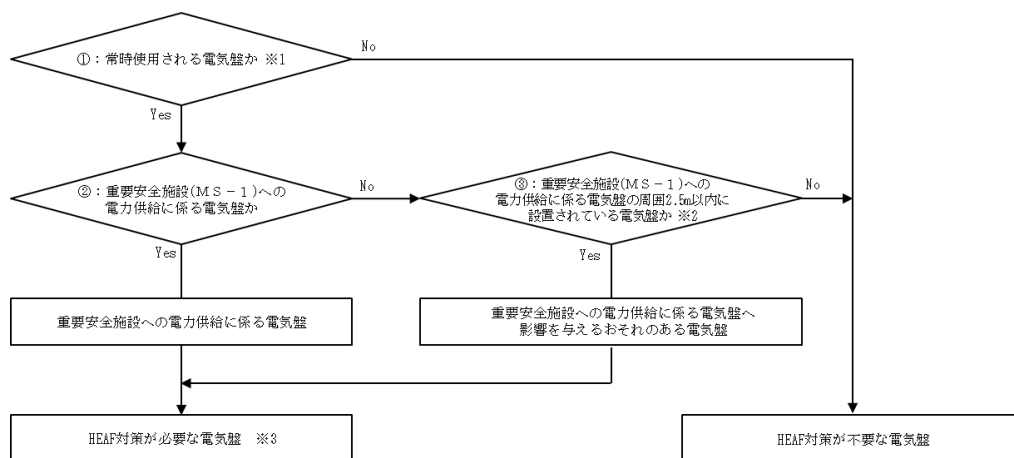 ①：常時使用される電気盤か ※1
No
Yes
②：重要安全施設(ＭＳ－１)への
電力供給に係る電気盤か
No
③：重要安全施設(ＭＳ－１)への
電力供給に係る電気盤の周囲2.5m以内に
設置されている電気盤か ※2
No
Yes
Yes
重要安全施設への電力供給に係る電気盤
重要安全施設への電力供給に係る電気盤へ
影響を与えるおそれのある電気盤
HEAF対策が必要な電気盤 ※3
HEAF対策が不要な電気盤